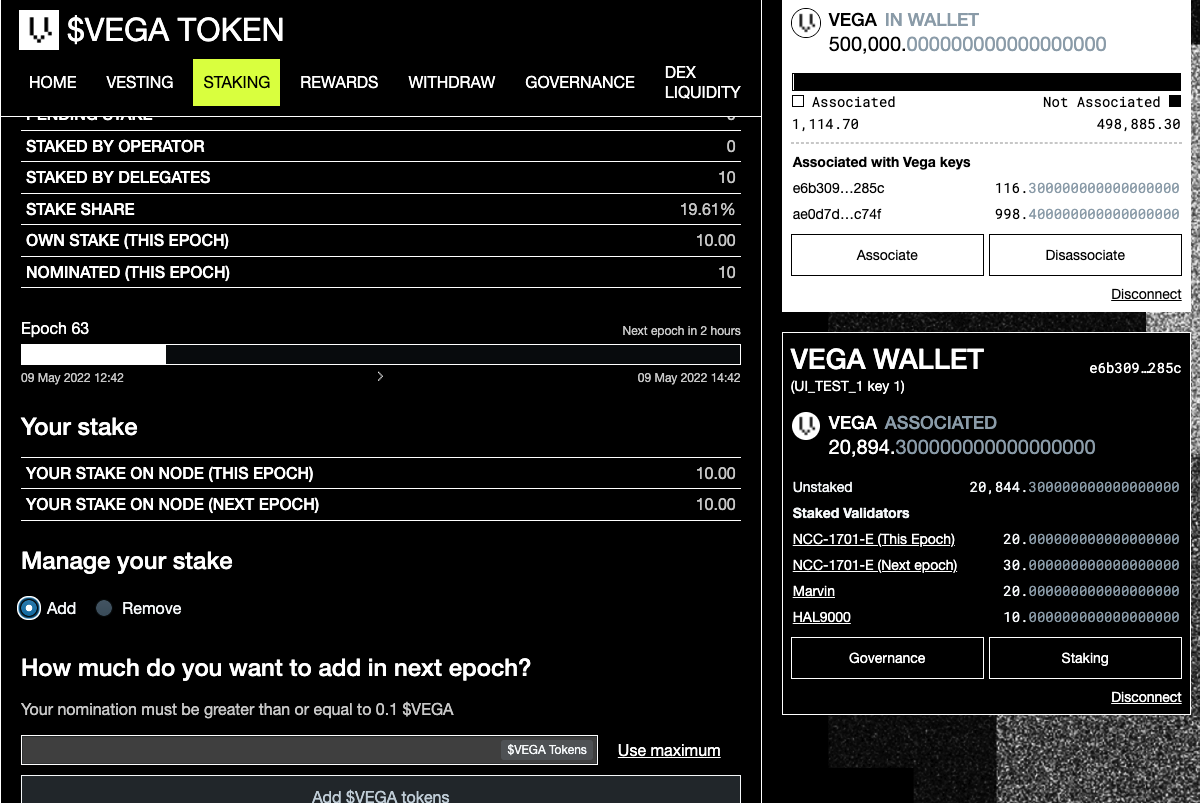 $VEGA TOKEN
HOME VESTING STAKING REWARDS WITHDRAW GOVERNANCE DEX LIQUIDITY
PENDING STAKE 0
STAKED BY OPERATOR 0
STAKED BY DELEGATES 10
STAKE SHARE 19.61%
OWN STAKE (THIS EPOCH) 10.00
NOMINATED (THIS EPOCH) 10
Epoch 63 Next epoch in 2 hours
09 May 2022 12:42 > 09 May 2022 14:42
Your stake
YOUR STAKE ON NODE (THIS EPOCH) 10.00
YOUR STAKE ON NODE (NEXT EPOCH) 10.00
Manage your stake
Add Remove
How much do you want to add in next epoch?
Your nomination must be greater than or equal to 0.1 $VEGA
$VEGA Tokens Use maximum
Add $VEGA tokens
VEGA IN WALLET
500,000.000000000000000000
Associated Not Associated
1,114.70 498,885.30
Associated with Vega keys
e6b309…285c 116.300000000000000000
ae0d7d…c74f 998.400000000000000000
Associate Disassociate
Disconnect
VEGA WALLET e6b309…285c
(UI_TEST_1 key 1)
VEGA ASSOCIATED
20,894.300000000000000000
Unstaked 20,844.300000000000000000
Staked Validators
NCC-1701-E (This Epoch) 20.000000000000000000
NCC-1701-E (Next epoch) 30.000000000000000000
Marvin 20.000000000000000000
HAL9000 10.000000000000000000
Governance Staking
Disconnect